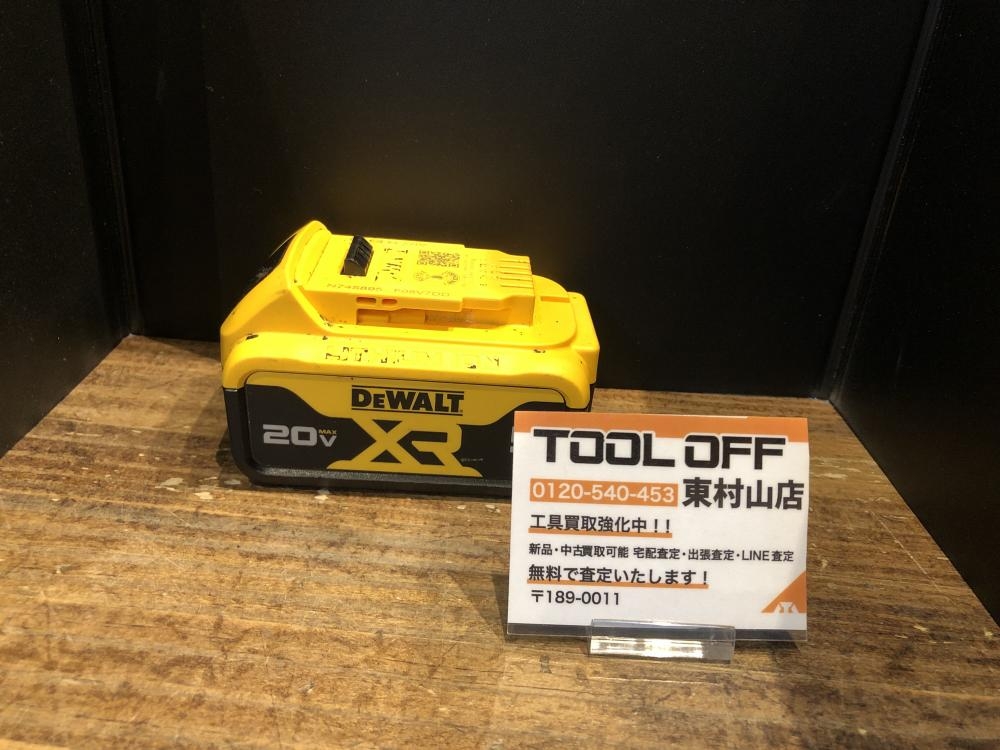 N745805 F08V7DD
DEWALT
20V MAX
XR
TOOL OFF
0120-540-453 東村山店
工具買取強化中!!
新品・中古買取可能 宅配査定・出張査定・LINE査定
無料で査定いたします!
〒189-0011